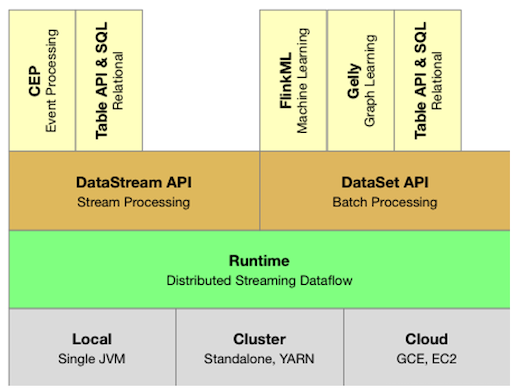 CEP
Event Processing
Table API & SQL
Relational
FlinkML
Machine Learning
Gelly
Graph Learning
Table API & SQL
Relational
DataStream API
Stream Processing
DataSet API
Batch Processing
Runtime
Distributed Streaming Dataflow
Local
Single JVM
Cluster
Standalone, YARN
Cloud
GCE, EC2